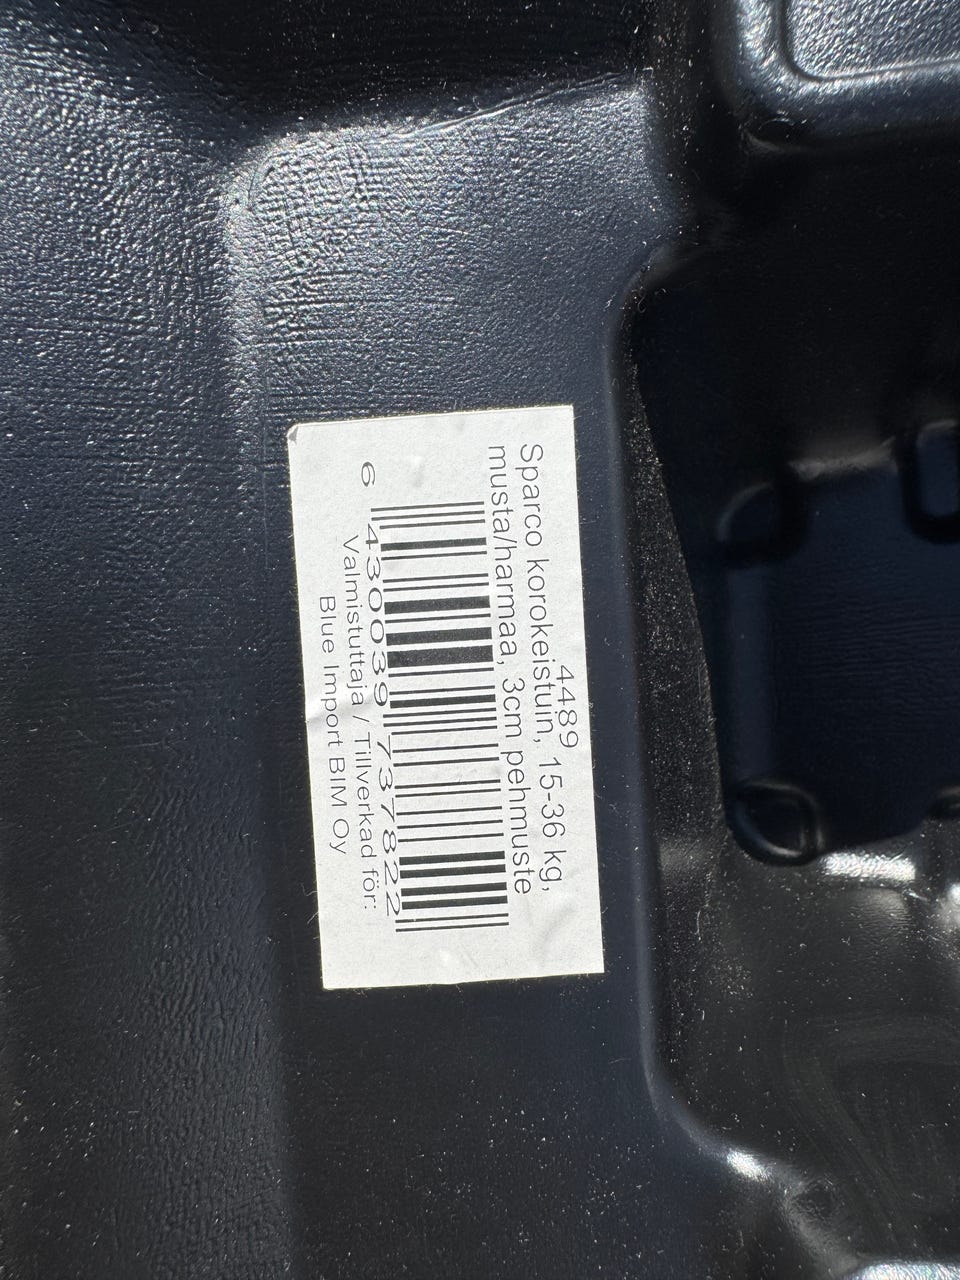 4489
Sparco korokeistuin, 15-36 kg,
musta/harmaa, 3cm pehmuste
6 430039 737822
Valmistuttaja / Tillverkad för:
Blue Import BIM Oy